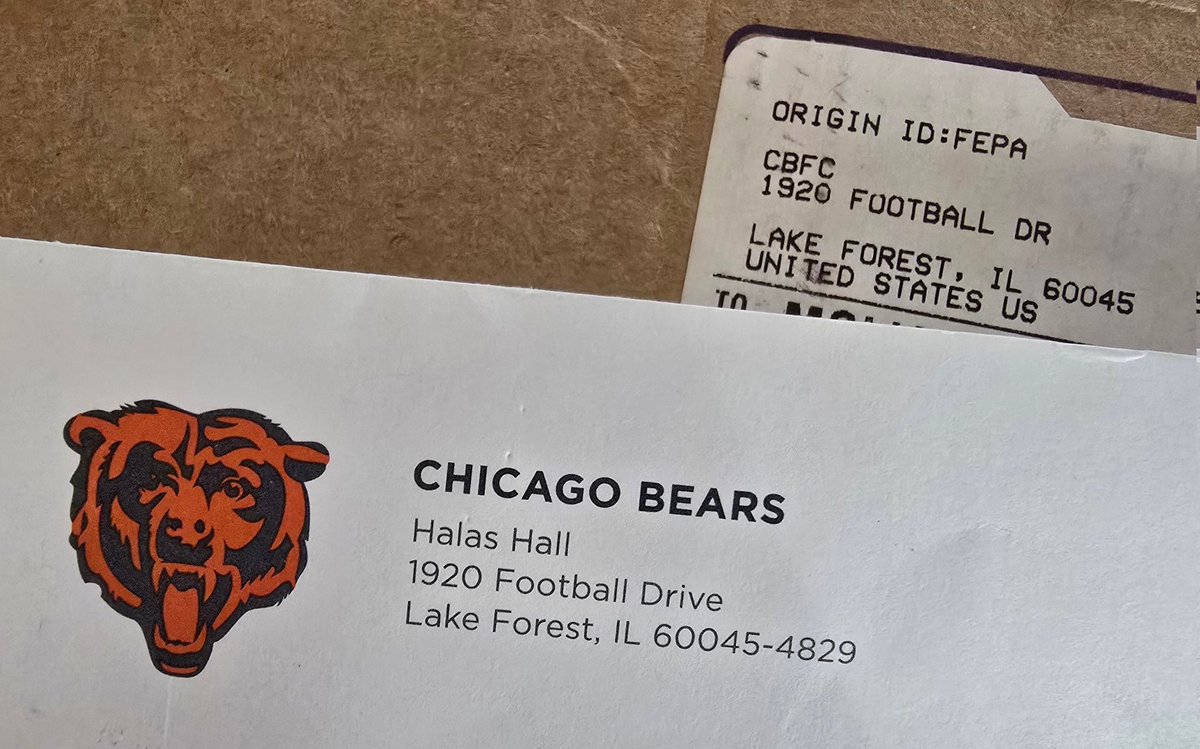 ORIGIN ID:FEPA
CBFC
1920 FOOTBALL DR
LAKE FOREST, IL 60045
UNITED STATES US
TO
CHICAGO BEARS
Halas Hall
1920 Football Drive
Lake Forest, IL 60045-4829